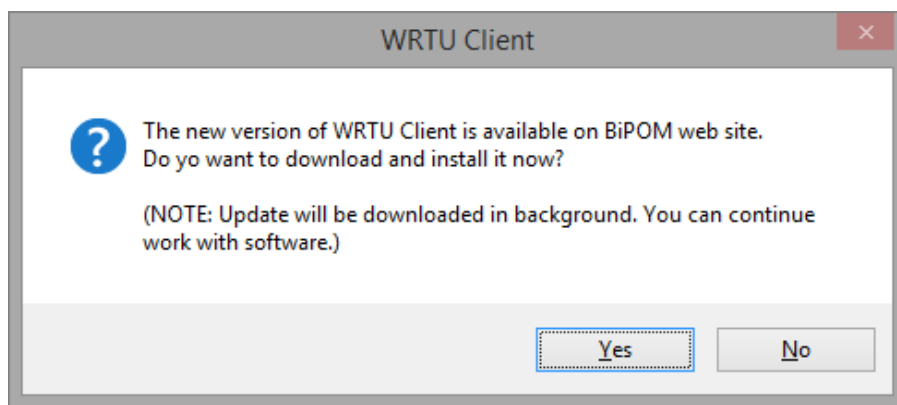 WRTU Client
The new version of WRTU Client is available on BiPOM web site.
Do yo want to download and install it now?
(NOTE: Update will be downloaded in background. You can continue
work with software.)
Yes
No